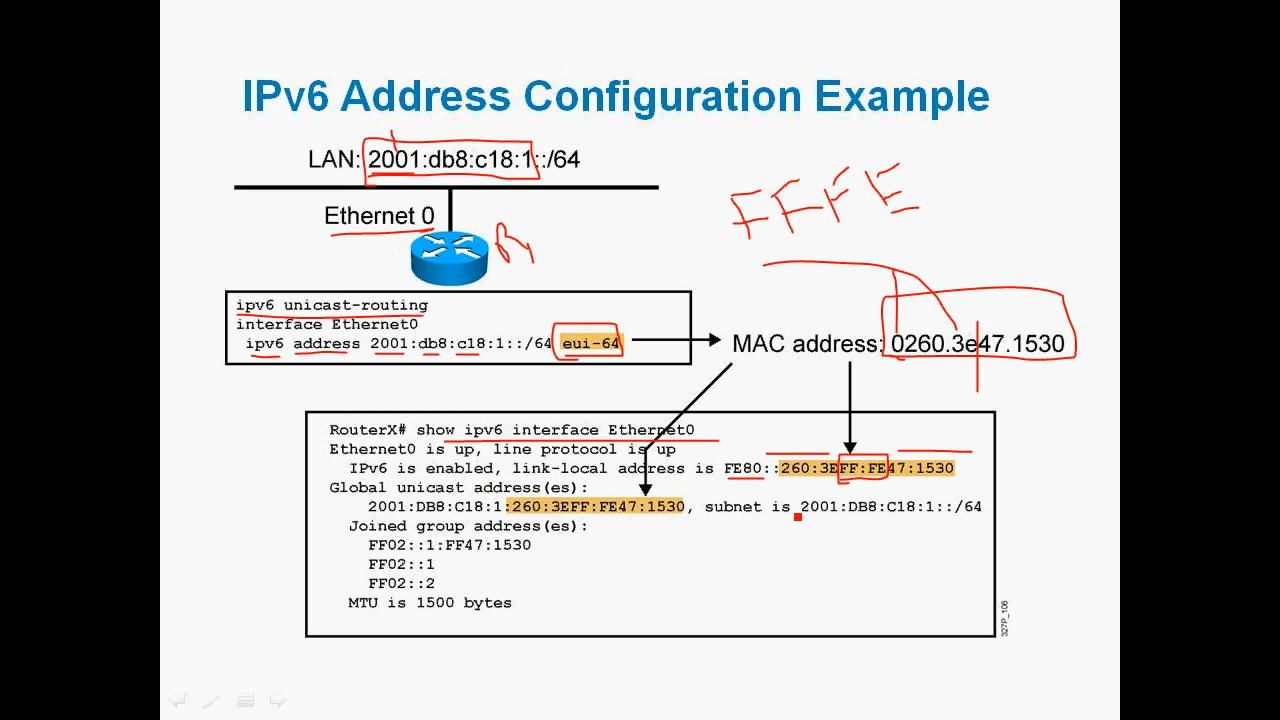 IPv6 Address Configuration Example
LAN: 2001:db8:c18:1::/64
FFFE
Ethernet 0
ipv6 unicast-routing
interface Ethernet0
ipv6 address 2001:db8:c18:1::/64 eui-64
MAC address: 0260.3e47.1530
RouterX# show ipv6 interface Ethernet0
Ethernet0 is up, line protocol is up
IPv6 is enabled, link-local address is FE80::260:3EFF:FE47:1530
Global unicast address(es):
2001:DB8:C18:1:260:3EFF:FE47:1530, subnet is 2001:DB8:C18:1::/64
Joined group address(es):
FF02::1:FF47:1530
FF02::1
FF02::2
MTU is 1500 bytes
327P_106